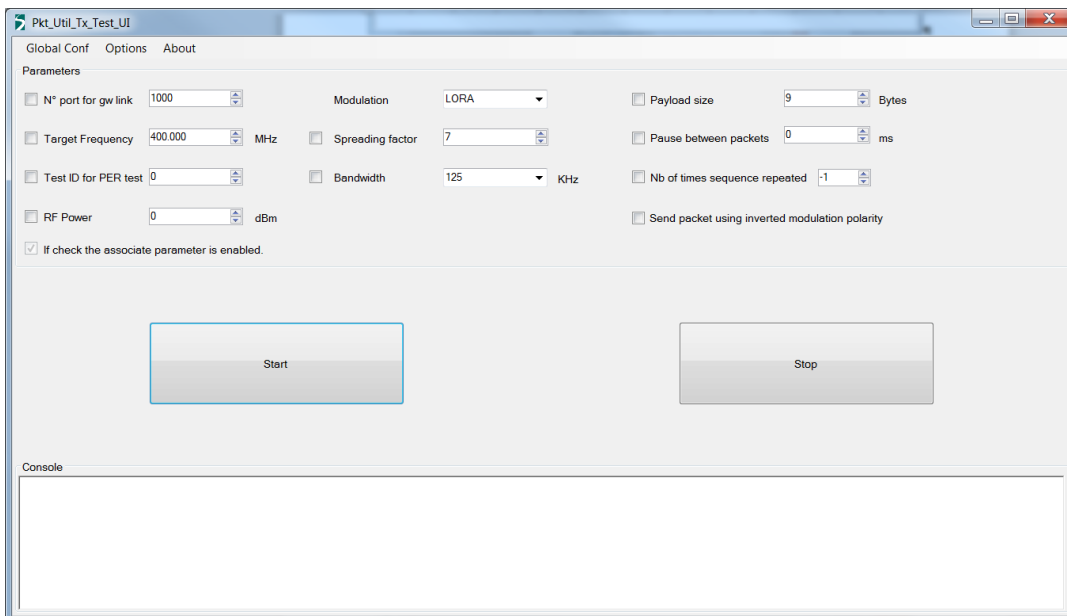 Pkt_Util_Tx_Test_UI
Global Conf Options About
Parameters
N° port for gw link 1000 Modulation LORA Payload size 9 Bytes
Target Frequency 400.000 MHz Spreading factor 7 Pause between packets 0 ms
Test ID for PER test 0 Bandwidth 125 KHz Nb of times sequence repeated -1
RF Power 0 dBm Send packet using inverted modulation polarity
If check the associate parameter is enabled.
Start Stop
Console